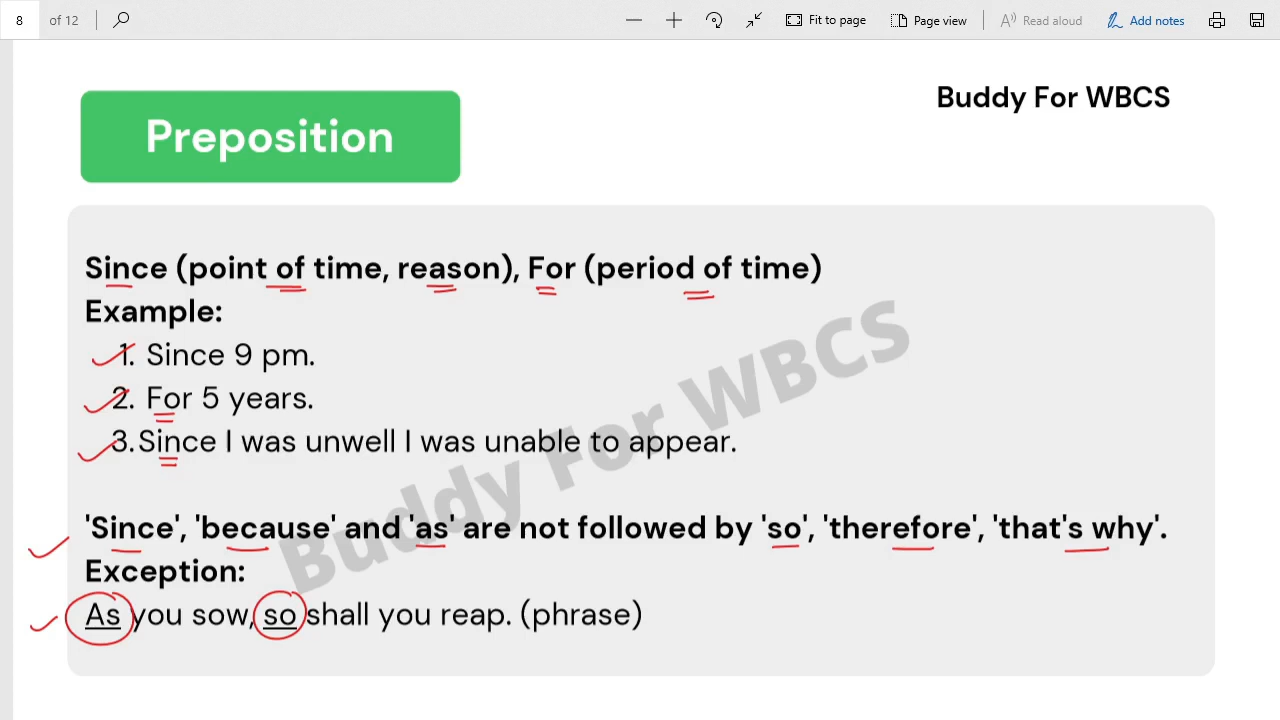 8 of 12 Fit to page Page view Read aloud Add notes
Buddy For WBCS
Preposition
Since (point of time, reason), For (period of time)
Example:
1. Since 9 pm.
2. For 5 years.
3. Since I was unwell I was unable to appear.
'Since', 'because' and 'as' are not followed by 'so', 'therefore', 'that's why'.
Exception:
As you sow, so shall you reap. (phrase)
Buddy For WBCS